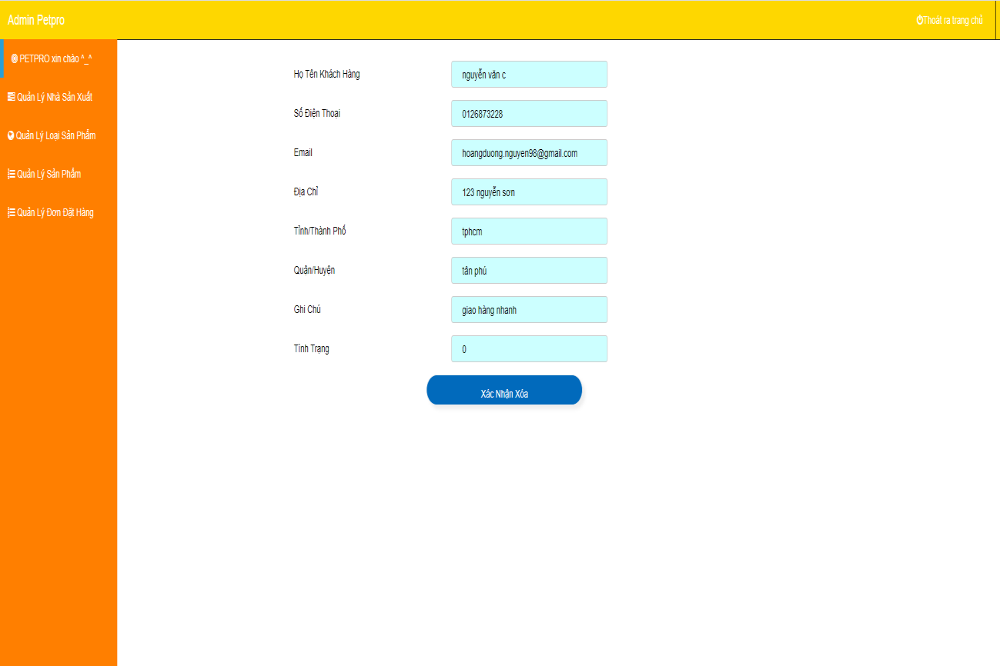 Admin Petpro
Thoát ra trang chủ
PETPRO xin chào ^_^
Quản Lý Nhà Sản Xuất
Quản Lý Loại Sản Phẩm
Quản Lý Sản Phẩm
Quản Lý Đơn Đặt Hàng
Họ Tên Khách Hàng
nguyễn văn c
Số Điện Thoại
0126873228
Email
hoangduong.nguyen98@gmail.com
Địa Chỉ
123 nguyễn sơn
Tỉnh/Thành Phố
tphcm
Quận/Huyện
tân phú
Ghi Chú
giao hàng nhanh
Tình Trạng
0
Xác Nhận Xóa